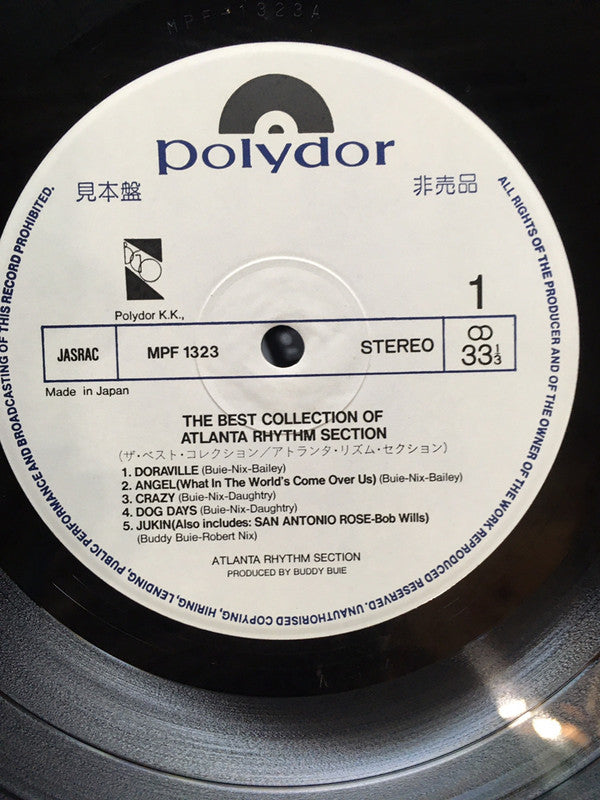 MPF 1323A
polydor
見本盤
非売品
Polydor K.K.,
1
JASRAC
MPF 1323
STEREO
33⅓
Made in Japan
THE BEST COLLECTION OF
ATLANTA RHYTHM SECTION
(ザ・ベスト・コレクション/アトランタ・リズム・セクション)
1. DORAVILLE (Buie-Nix-Bailey)
2. ANGEL(What In The World's Come Over Us) (Buie-Nix-Bailey)
3. CRAZY (Buie-Nix-Daughtry)
4. DOG DAYS (Buie-Nix-Daughtry)
5. JUKIN(Also includes: SAN ANTONIO ROSE-Bob Wills)
(Buddy Buie-Robert Nix)
ATLANTA RHYTHM SECTION
PRODUCED BY BUDDY BUIE
ALL RIGHTS OF THE PRODUCER AND OF THE OWNER OF THE WORK REPRODUCED RESERVED. UNAUTHORISED COPYING, HIRING, LENDING, PUBLIC PERFORMANCE AND BROADCASTING OF THIS RECORD PROHIBITED.